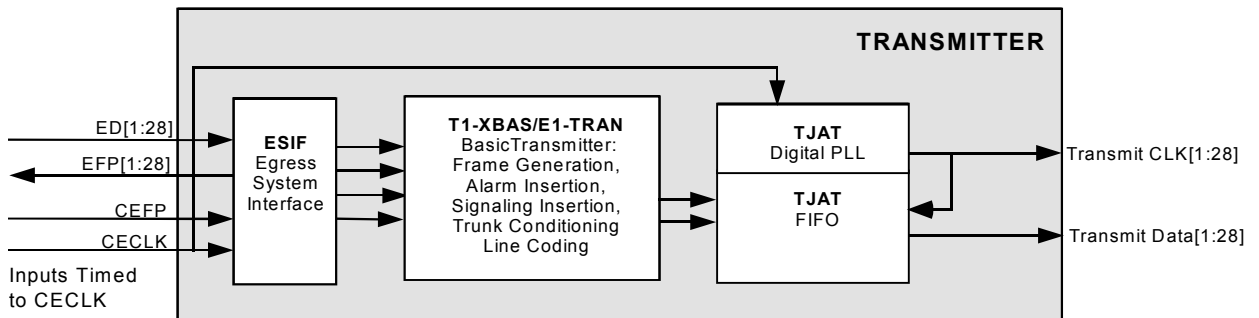 TRANSMITTER
ED[1:28]
EFP[1:28]
CEFP
CECLK
Inputs Timed
to CECLK
ESIF
Egress
System
Interface
T1-XBAS/E1-TRAN
BasicTransmitter:
Frame Generation,
Alarm Insertion,
Signaling Insertion,
Trunk Conditioning
Line Coding
TJAT
Digital PLL
TJAT
FIFO
Transmit CLK[1:28]
Transmit Data[1:28]